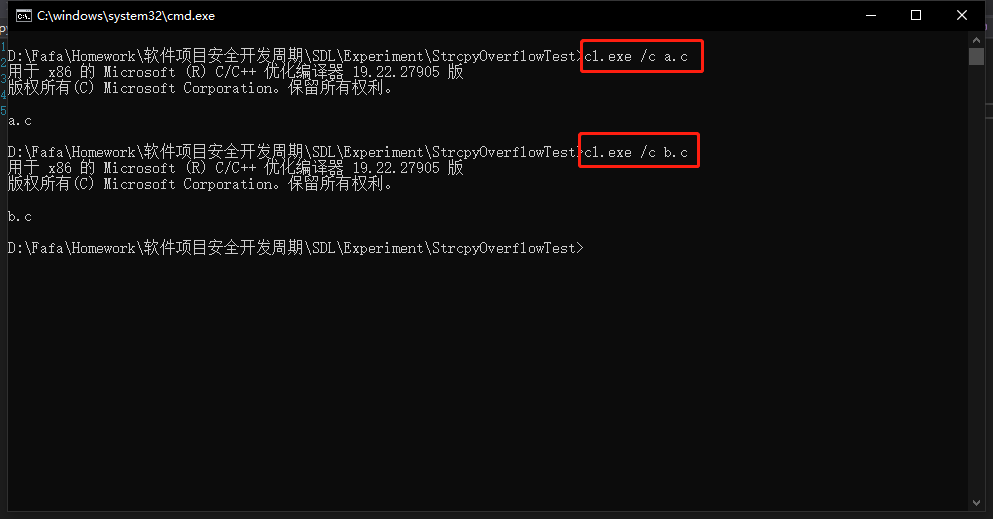 C:\windows\system32\cmd.exe
D:\Fafa\Homework\软件项目安全开发周期\SDL\Experiment\StrcpyOverflowTest>cl.exe /c a.c
用于 x86 的 Microsoft (R) C/C++ 优化编译器 19.22.27905 版
版权所有(C) Microsoft Corporation。保留所有权利。
a.c
D:\Fafa\Homework\软件项目安全开发周期\SDL\Experiment\StrcpyOverflowTest>cl.exe /c b.c
用于 x86 的 Microsoft (R) C/C++ 优化编译器 19.22.27905 版
版权所有(C) Microsoft Corporation。保留所有权利。
b.c
D:\Fafa\Homework\软件项目安全开发周期\SDL\Experiment\StrcpyOverflowTest>